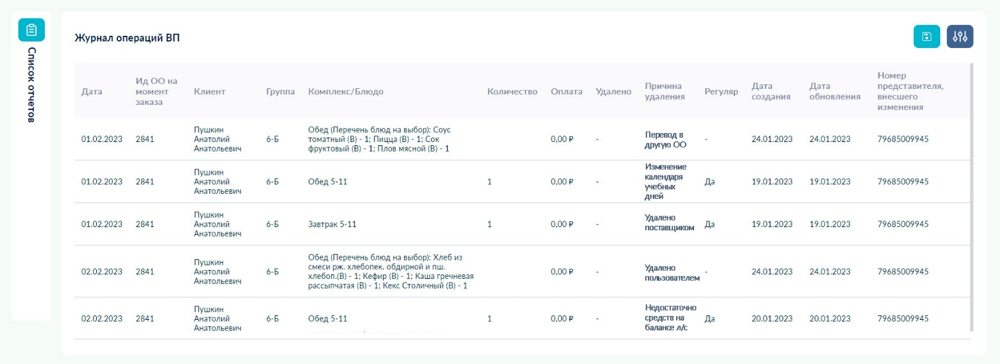 Список отчетов
Журнал операций ВП
Дата
Ид ОО на
момент
заказа
Клиент
Группа
Комплекс/Блюдо
Количество
Оплата
Удалено
Причина
удаления
Регуляр
Дата
создания
Дата
обновления
Номер
представителя,
внесшего
изменения
01.02.2023
2841
Пушкин
Анатолий
Анатольевич
6-Б
Обед (Перечень блюд на выбор): Соус
томатный (В) - 1; Пицца (В) - 1; Сок
фруктовый (В) - 1; Плов мясной (В) - 1
0,00 ₽
-
Перевод в
другую ОО
-
24.01.2023
24.01.2023
79685009945
01.02.2023
2841
Пушкин
Анатолий
Анатольевич
6-Б
Обед 5-11
1
0,00 ₽
-
Изменение
календаря
учебных
дней
Да
19.01.2023
19.01.2023
79685009945
01.02.2023
2841
Пушкин
Анатолий
Анатольевич
6-Б
Завтрак 5-11
1
0,00 ₽
-
Удалено
поставщиком
Да
19.01.2023
19.01.2023
79685009945
02.02.2023
2841
Пушкин
Анатолий
Анатольевич
6-Б
Обед (Перечень блюд на выбор): Хлеб из
смеси рж. хлебопек. обдирной и пш.
хлебоп.(В) - 1; Кефир (В) - 1; Каша гречневая
рассыпчатая (В) - 1; Кекс Столичный (В) - 1
0,00 ₽
-
Удалено
пользователем
-
24.01.2023
24.01.2023
79685009945
02.02.2023
2841
Пушкин
Анатолий
Анатольевич
6-Б
Обед 5-11
1
0,00 ₽
-
Недостаточно
средств на
балансе л/с
Да
20.01.2023
20.01.2023
79685009945